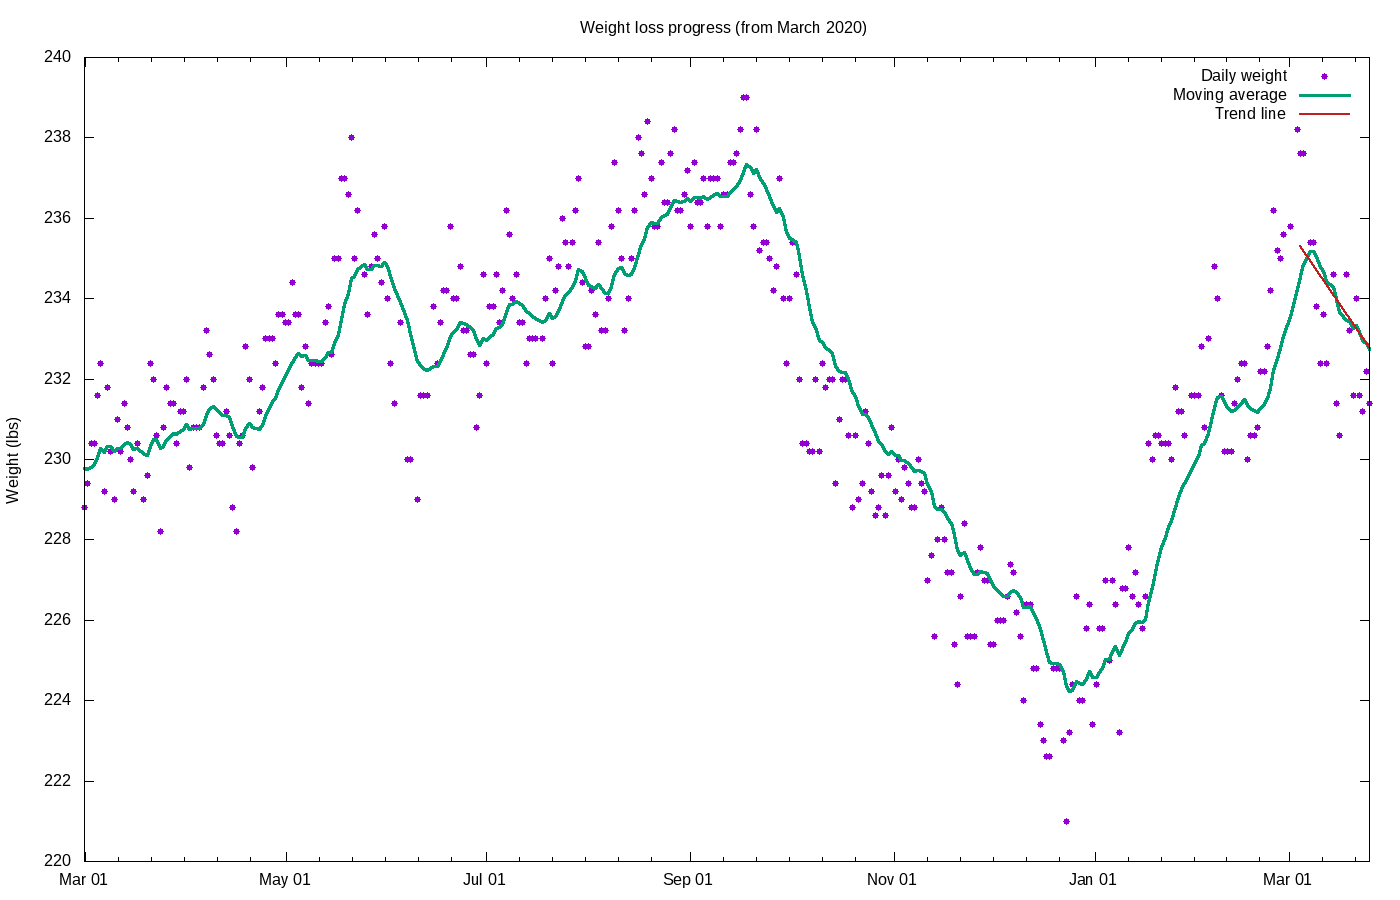 Weight loss progress (from March 2020)
Daily weight
Moving average
Trend line
Weight (lbs)
240
238
236
234
232
230
228
226
224
222
220
Mar 01 May 01 Jul 01 Sep 01 Nov 01 Jan 01 Mar 01